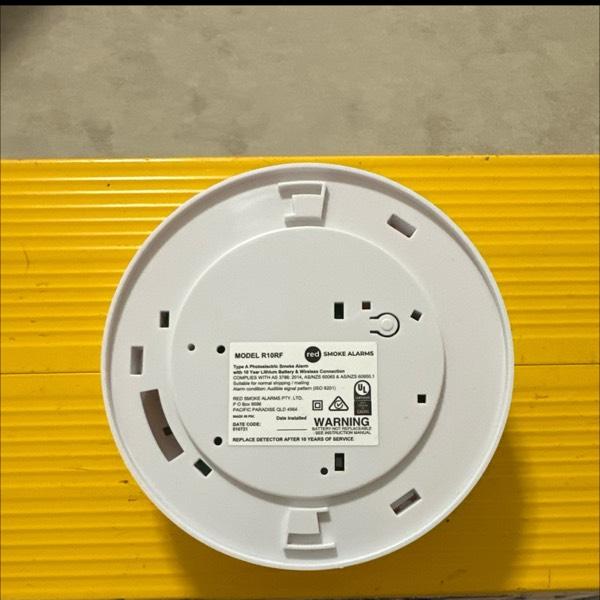 MODEL R10RF
red SMOKE ALARMS
Type A Photoelectric Smoke Alarm
with 10 Year Lithium Battery & Wireless Connection
COMPLIES WITH AS 3786: 2014, AS/NZS 60065 & AS/NZS 60950.1
Suitable for normal shipping / mailing
Alarm condition: Audible signal pattern (ISO 8201)
RED SMOKE ALARMS PTY. LTD.
P O Box 9098
PACIFIC PARADISE QLD 4564
MADE IN PRC
Date Installed
DATE CODE:
010721
UL
WARNING
BATTERY NOT REPLACEABLE
SEE INSTRUCTION MANUAL
REPLACE DETECTOR AFTER 10 YEARS OF SERVICE